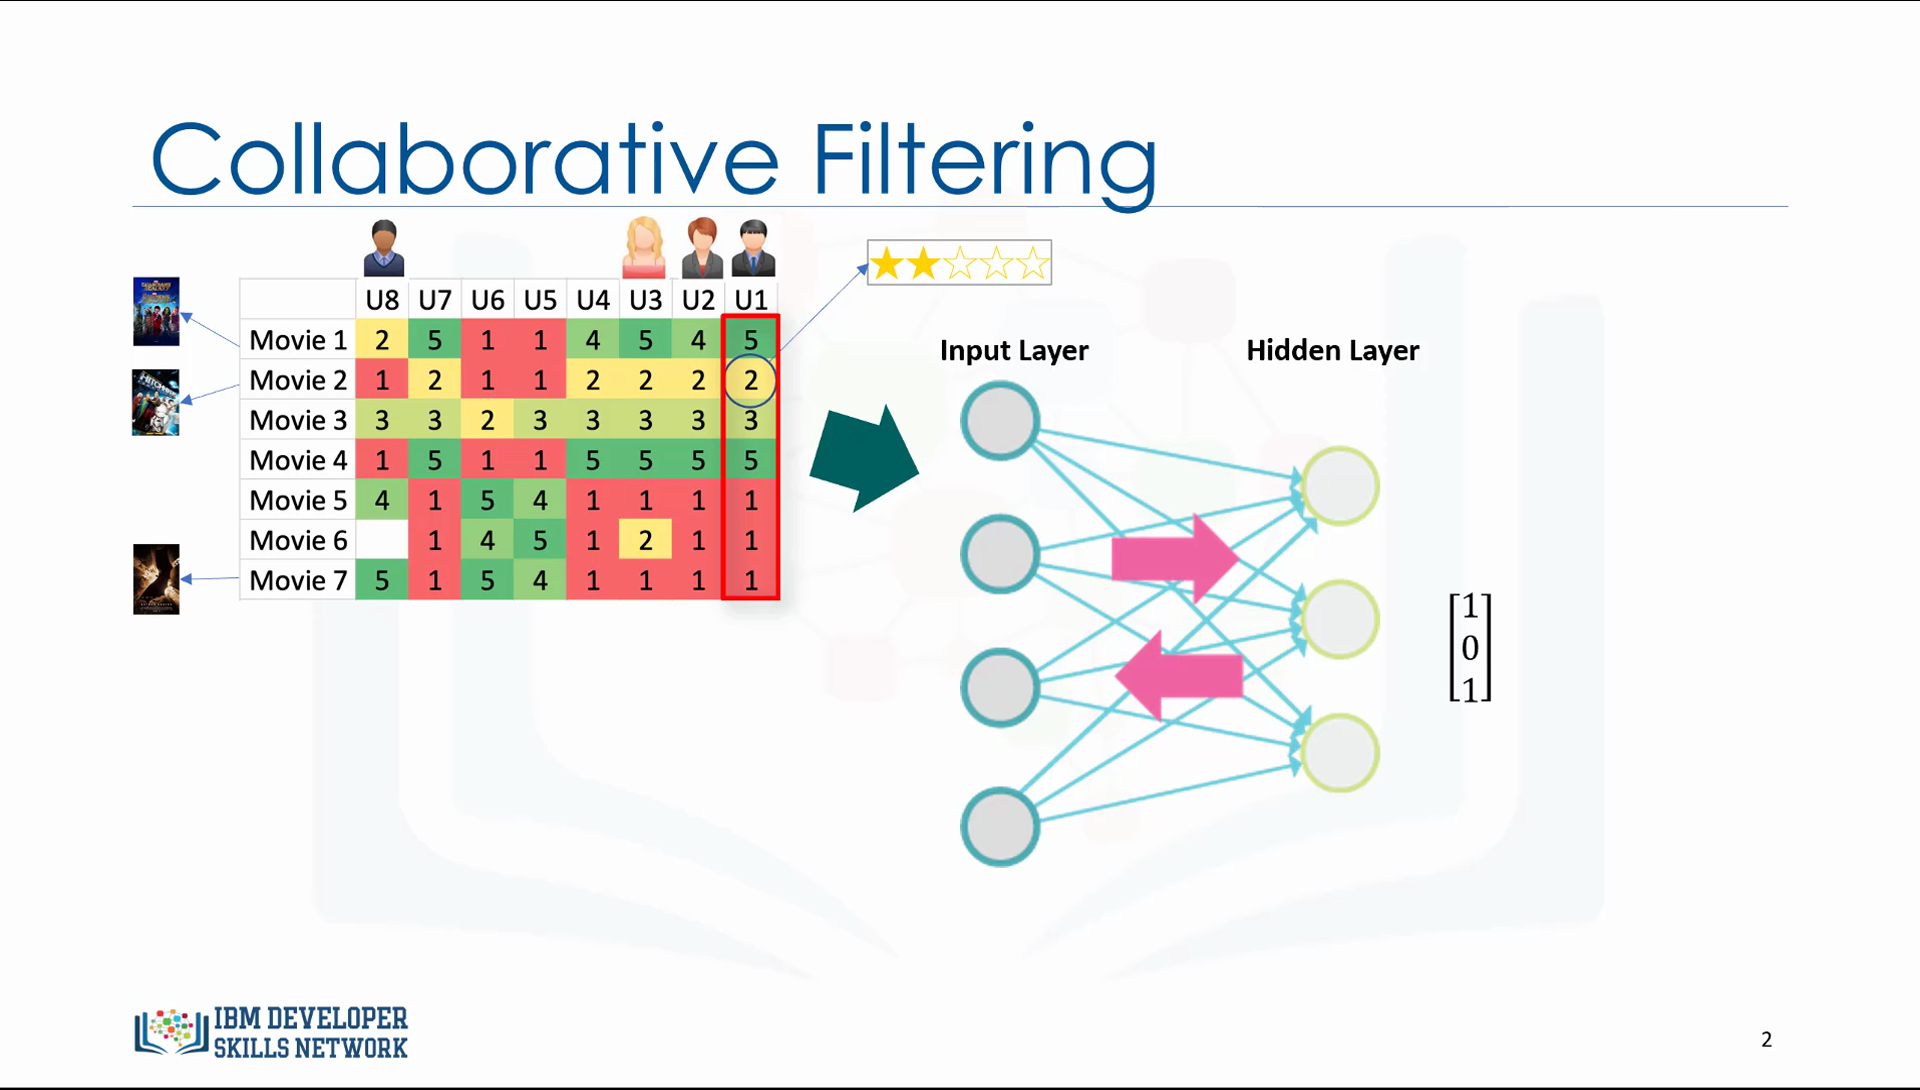 Collaborative Filtering
U8 U7 U6 U5 U4 U3 U2 U1
Movie 1 2 5 1 1 4 5 4 5
Movie 2 1 2 1 1 2 2 2 2
Movie 3 3 3 2 3 3 3 3 3
Movie 4 1 5 1 1 5 5 5 5
Movie 5 4 1 5 4 1 1 1 1
Movie 6 1 4 5 1 2 1 1
Movie 7 5 1 5 4 1 1 1 1
Input Layer
Hidden Layer
1
0
1
IBM DEVELOPER
SKILLS NETWORK
2